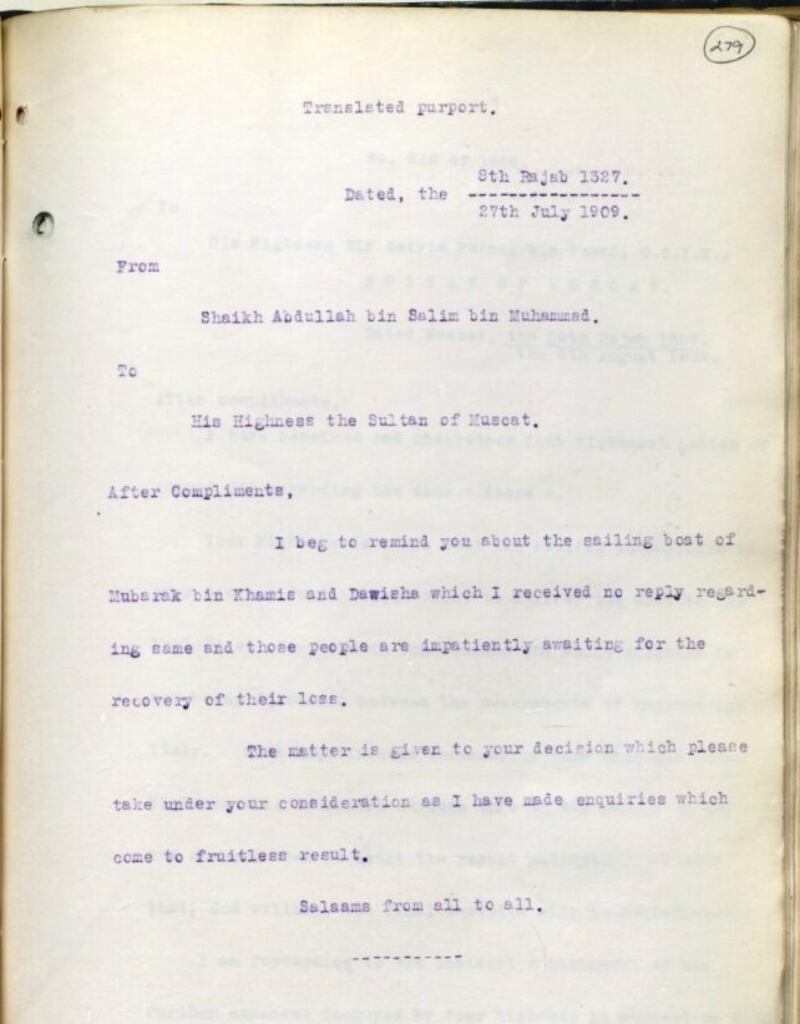 279
Translated purport.
8th Rajab 1327.
Dated, the -----------------
27th July 1909.
From
Shaikh Abdullah bin Salim bin Muhammad.
To
His Highness the Sultan of Muscat.
After Compliments,
I beg to remind you about the sailing boat of
Mubarak bin Khamis and Dawisha which I received no reply regard-
ing same and those people are impatiently awaiting for the
recovery of their loss.
The matter is given to your decision which please
take under your consideration as I have made enquiries which
come to fruitless result.
Salaams from all to all.
-----------